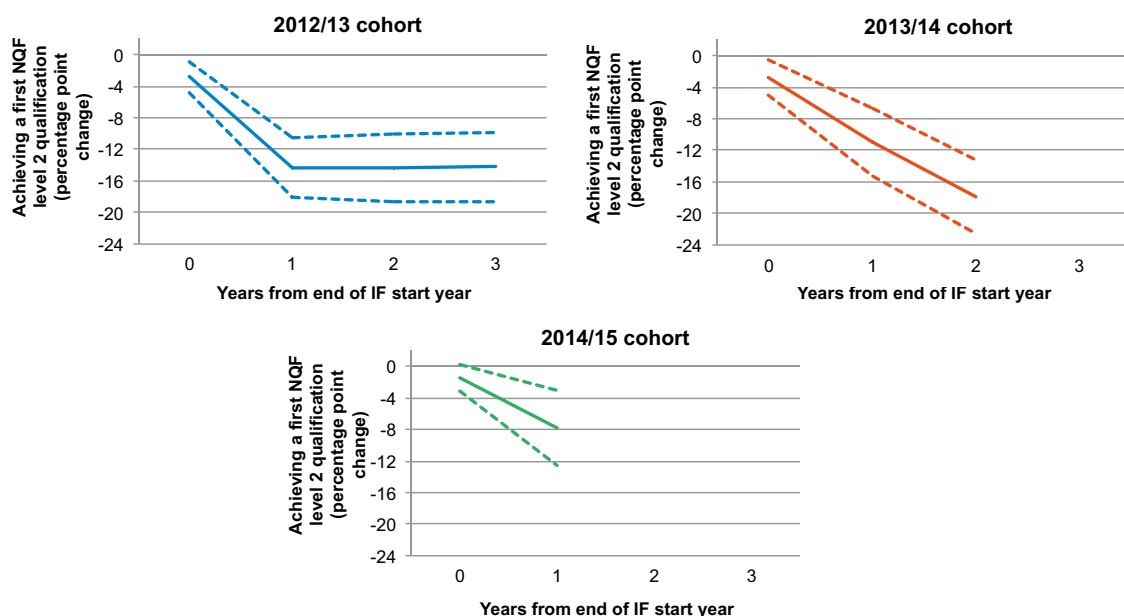 2012/13 cohort
Achieving a first NQF
level 2 qualification
(percentage point
change)
0
-4
-8
-12
-16
-20
-24
0 1 2 3
Years from end of IF start year
2013/14 cohort
Achieving a first NQF
level 2 qualification
(percentage point
change)
0
-4
-8
-12
-16
-20
-24
0 1 2 3
Years from end of IF start year
2014/15 cohort
Achieving a first NQF
level 2 qualification
(percentage point
change)
0
-4
-8
-12
-16
-20
-24
0 1 2 3
Years from end of IF start year